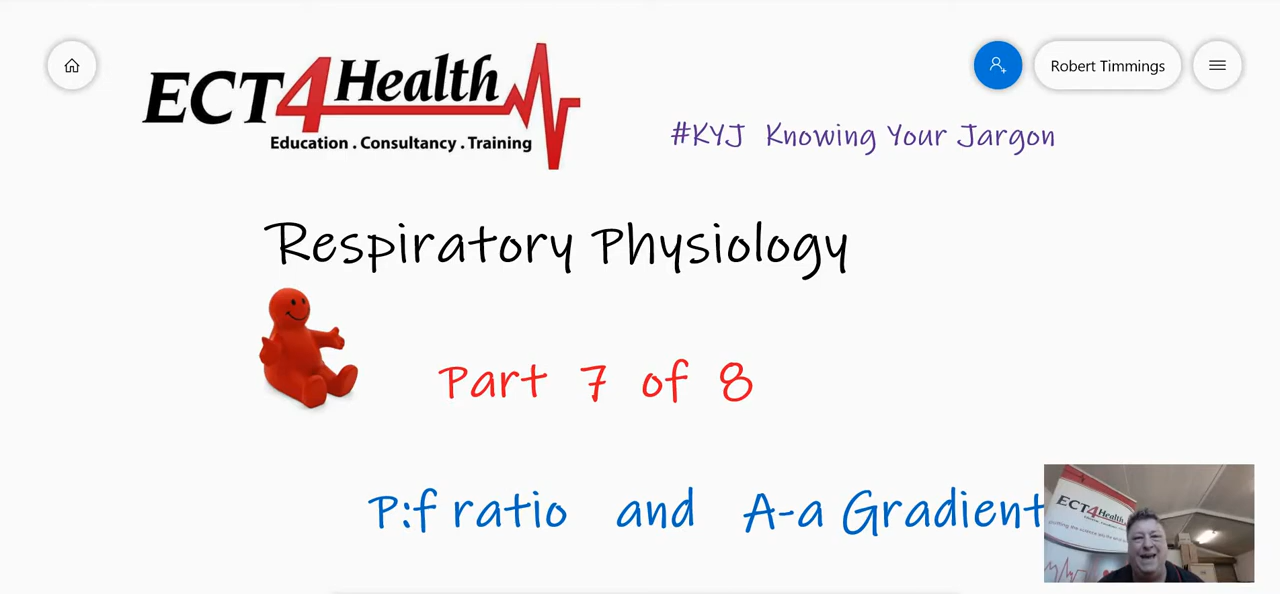 ECT4Health
Education . Consultancy . Training
Robert Timmings
#KYJ Knowing Your Jargon
Respiratory Physiology
Part 7 of 8
P:f ratio and A-a Gradient
ECT4Health